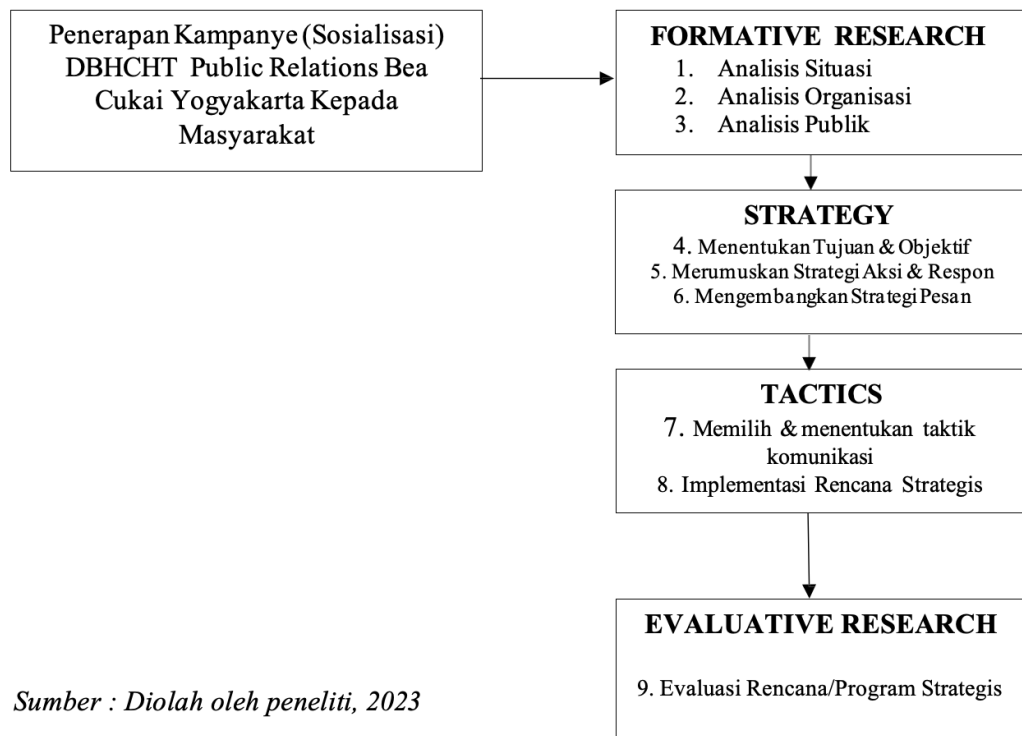 Penerapan Kampanye (Sosialisasi)
DBHCHT Public Relations Bea
Cukai Yogyakarta Kepada
Masyarakat
FORMATIVE RESEARCH
1. Analisis Situasi
2. Analisis Organisasi
3. Analisis Publik
STRATEGY
4. Menentukan Tujuan & Objektif
5. Merumuskan Strategi Aksi & Respon
6. Mengembangkan Strategi Pesan
TACTICS
7. Memilih & menentukan taktik
komunikasi
8. Implementasi Rencana Strategis
EVALUATIVE RESEARCH
9. Evaluasi Rencana/Program Strategis
Sumber : Diolah oleh peneliti, 2023